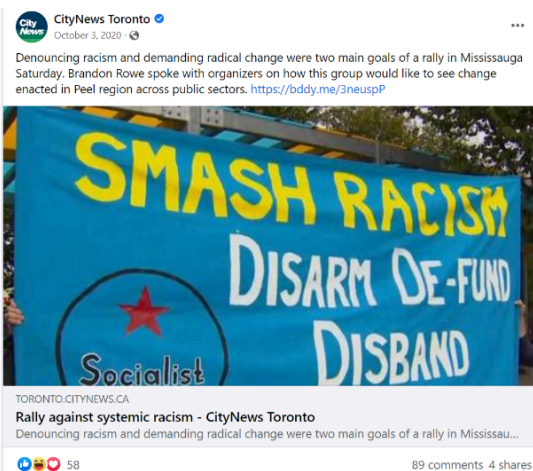 City
News
CityNews Toronto
October 3, 2020 ·
Denouncing racism and demanding radical change were two main goals of a rally in Mississauga
Saturday. Brandon Rowe spoke with organizers on how this group would like to see change
enacted in Peel region across public sectors. https://bddy.me/3neuspP
SMASH RACISM
DISARM DE-FUND
DISBAND
Socialist
TORONTO.CITYNEWS.CA
Rally against systemic racism - CityNews Toronto
Denouncing racism and demanding radical change were two main goals of a rally in Mississau...
58
89 comments 4 shares